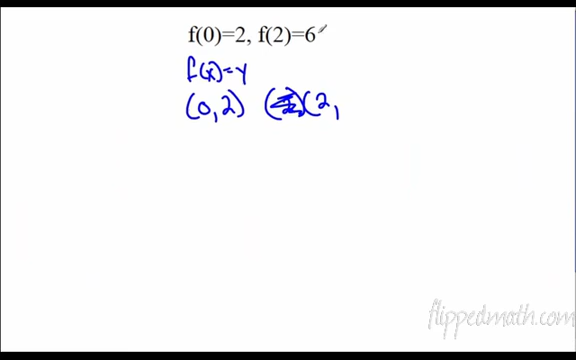 f(0)=2, f(2)=6
f(x)=y
(0,2) (2,
flippedmath.com